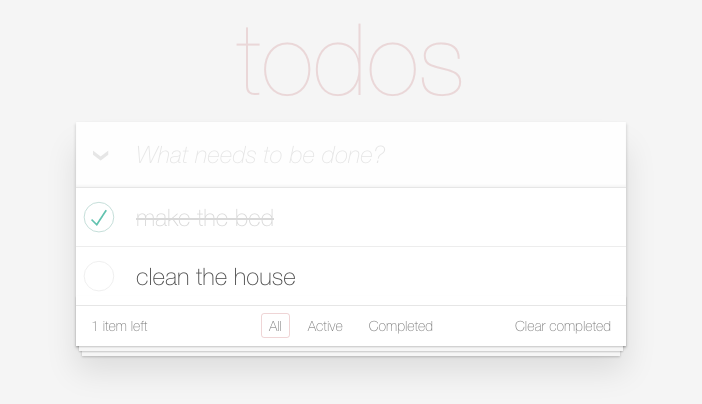 todos
What needs to be done?
make the bed
clean the house
1 item left All Active Completed Clear completed